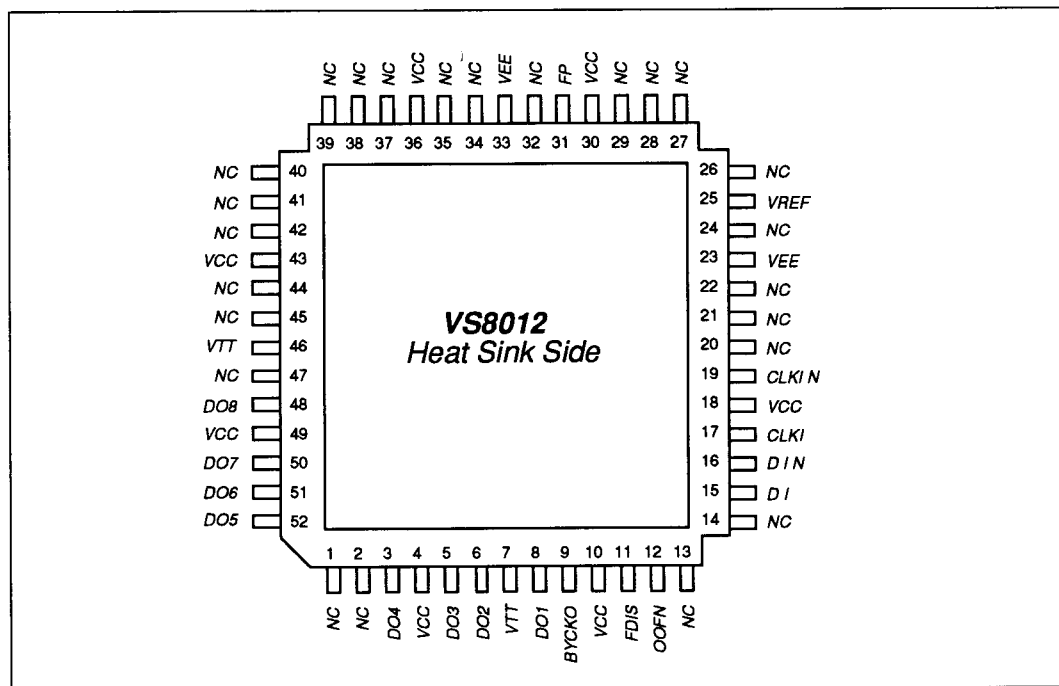 NC NC NC VCC NC NC VEE NC FP VCC NC NC NC
39 38 37 36 35 34 33 32 31 30 29 28 27
NC 40 26 NC
NC 41 25 VREF
NC 42 24 NC
VCC 43 23 VEE
NC 44 22 NC
NC 45 21 NC
VTT 46 20 NC
NC 47 19 CLKIN
DO8 48 18 VCC
VCC 49 17 CLKI
DO7 50 16 DIN
DO6 51 15 DI
DO5 52 14 NC
VS8012
Heat Sink Side
1 2 3 4 5 6 7 8 9 10 11 12 13
NC NC DO4 VCC DO3 DO2 VTT DO1 BYCKO VCC FDIS OOFN NC